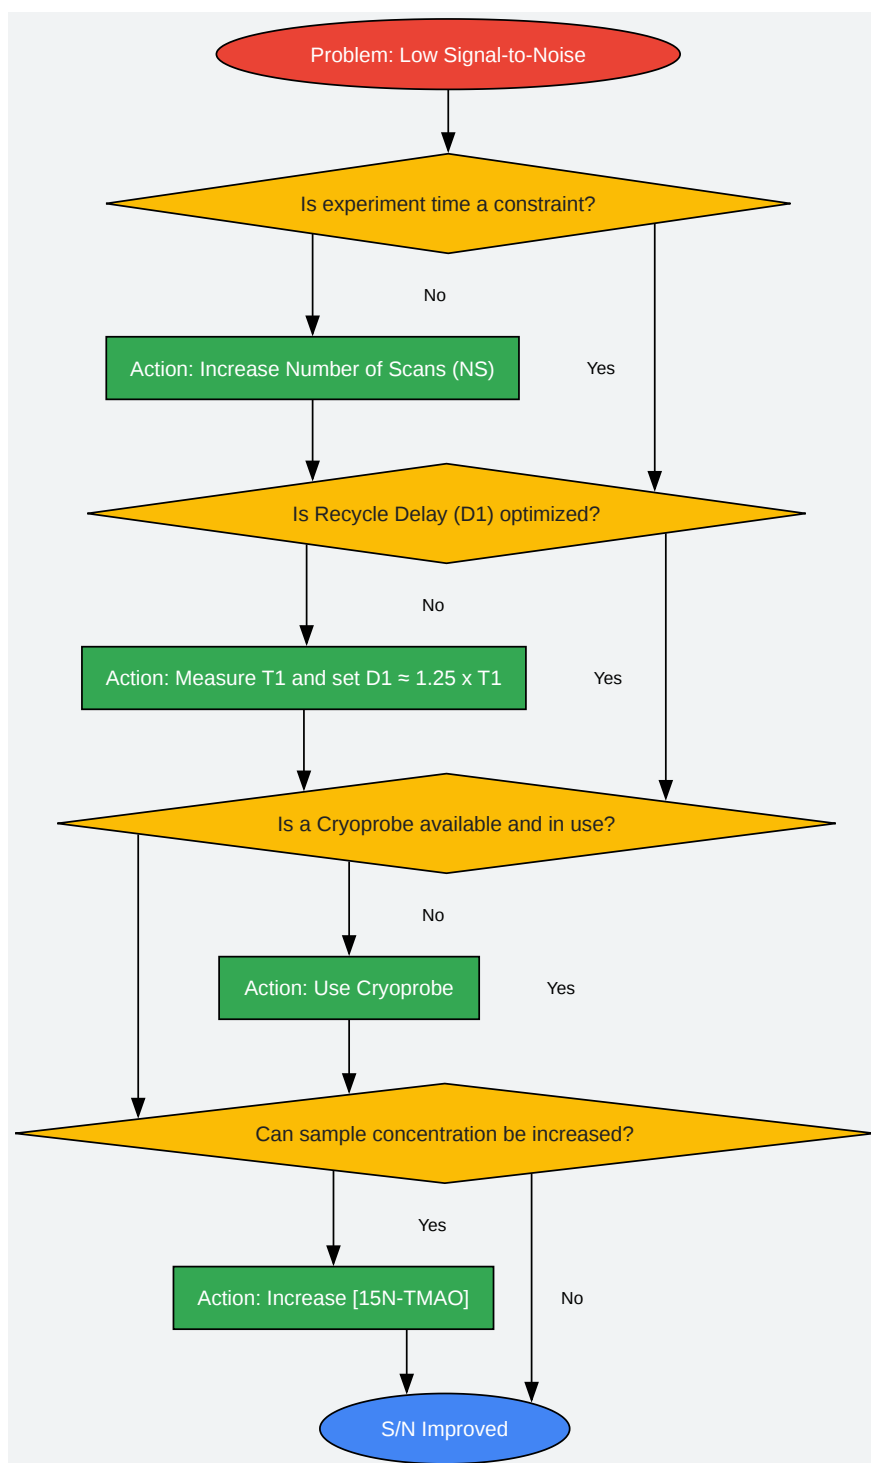 Problem: Low Signal-to-Noise
Is experiment time a constraint?
No
Action: Increase Number of Scans (NS)
Yes
Is Recycle Delay (D1) optimized?
No
Action: Measure T1 and set D1 ≈ 1.25 x T1
Yes
Is a Cryoprobe available and in use?
No
Action: Use Cryoprobe
Yes
Can sample concentration be increased?
Yes
Action: Increase [15N-TMAO]
No
S/N Improved